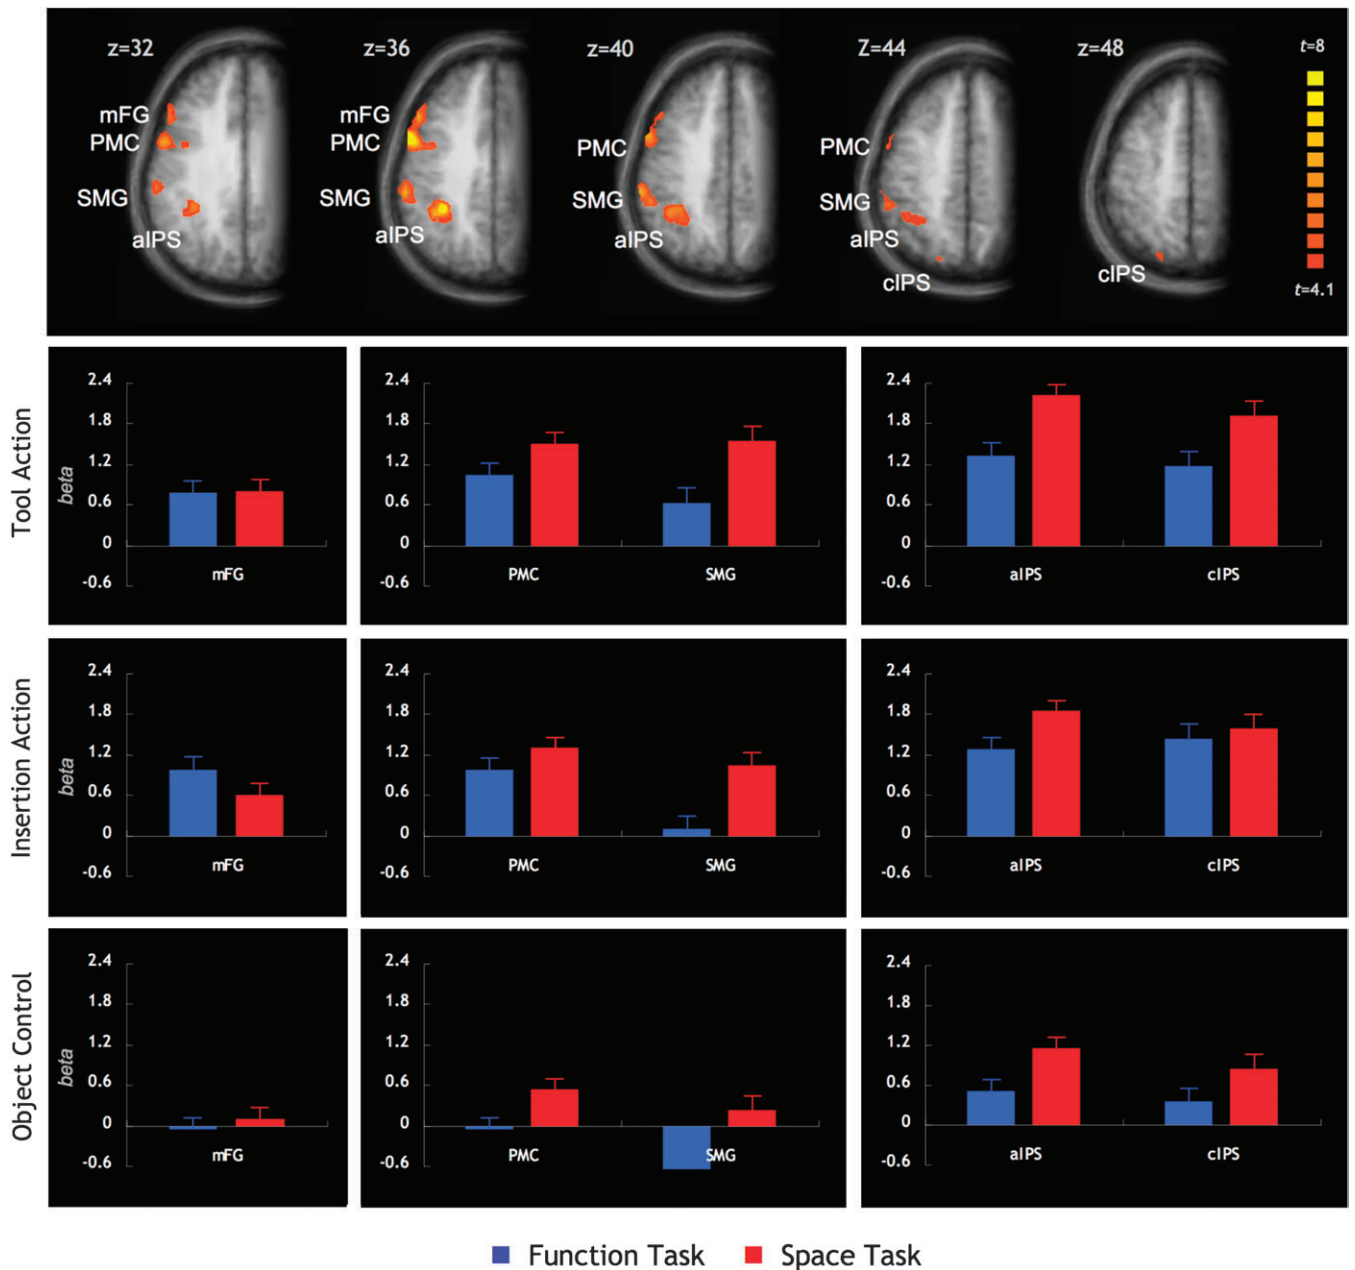 z=32 z=36 z=40 Z=44 z=48 t=8
mFG mFG
PMC PMC PMC PMC
SMG SMG SMG SMG
aIPS aIPS aIPS aIPS
cIPS cIPS
t=4.1
Tool Action
beta
2.4 2.4 2.4
1.8 1.8 1.8
1.2 1.2 1.2
0.6 0.6 0.6
0 0 0
-0.6 -0.6 -0.6
mFG PMC SMG aIPS cIPS
Insertion Action
beta
2.4 2.4 2.4
1.8 1.8 1.8
1.2 1.2 1.2
0.6 0.6 0.6
0 0 0
-0.6 -0.6 -0.6
mFG PMC SMG aIPS cIPS
Object Control
beta
2.4 2.4 2.4
1.8 1.8 1.8
1.2 1.2 1.2
0.6 0.6 0.6
0 0 0
-0.6 -0.6 -0.6
mFG PMC SMG aIPS cIPS
Function Task Space Task